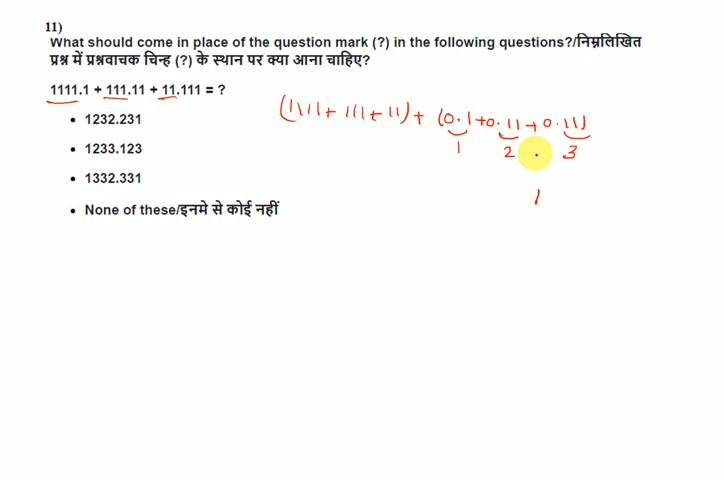 11)
What should come in place of the question mark (?) in the following questions?/निम्नलिखित
प्रश्न में प्रश्नवाचक चिन्ह (?) के स्थान पर क्या आना चाहिए?
1111.1 + 111.11 + 11.111 = ?
(1111 + 111 + 11) + (0.1 + 0.11 + 0.111)
1 2 . 3
1
• 1232.231
• 1233.123
• 1332.331
• None of these/इनमे से कोई नहीं